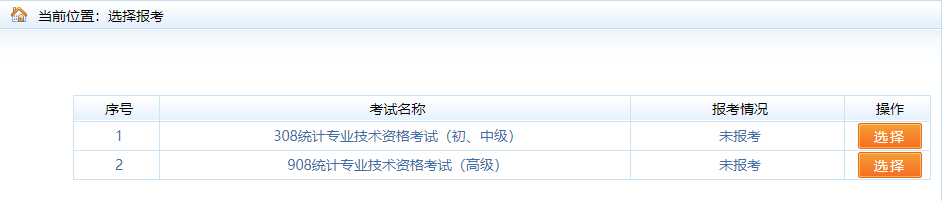 当前位置：选择报考
序号 考试名称 报考情况 操作
1 308统计专业技术资格考试（初、中级） 未报考 选择
2 908统计专业技术资格考试（高级） 未报考 选择